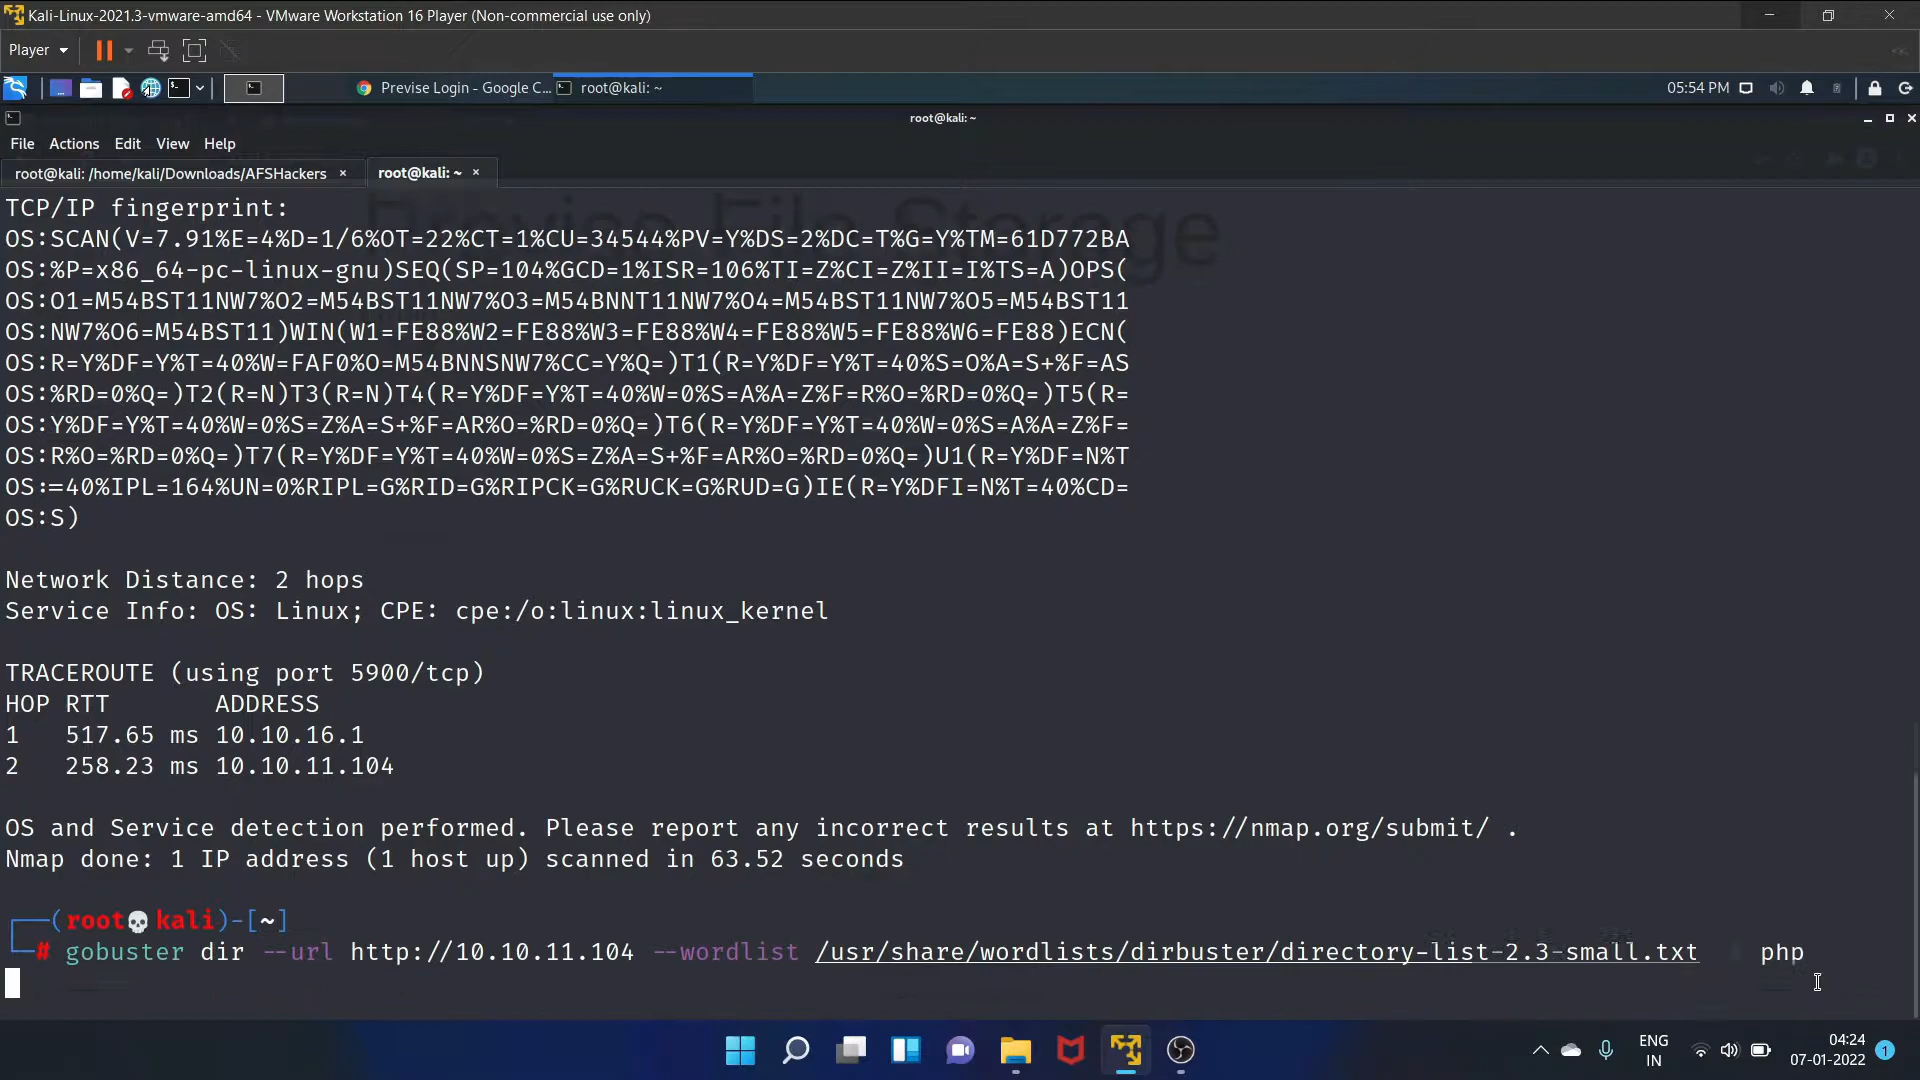 Kali-Linux-2021.3-vmware-amd64 - VMware Workstation 16 Player (Non-commercial use only)
Player
Previse Login - Google C...
root@kali: ~
05:54 PM
root@kali: ~
File Actions Edit View Help
root@kali: /home/kali/Downloads/AFSHackers ×
root@kali: ~ ×
Previse File Storage
TCP/IP fingerprint:
OS:SCAN(V=7.91%E=4%D=1/6%OT=22%CT=1%CU=34544%PV=Y%DS=2%DC=T%G=Y%TM=61D772BA
OS:%P=x86_64-pc-linux-gnu)SEQ(SP=104%GCD=1%ISR=106%TI=Z%CI=Z%II=I%TS=A)OPS(
OS:O1=M54BST11NW7%O2=M54BST11NW7%O3=M54BNNT11NW7%O4=M54BST11NW7%O5=M54BST11
OS:NW7%O6=M54BST11)WIN(W1=FE88%W2=FE88%W3=FE88%W4=FE88%W5=FE88%W6=FE88)ECN(
OS:R=Y%DF=Y%T=40%W=FAF0%O=M54BNNSNW7%CC=Y%Q=)T1(R=Y%DF=Y%T=40%S=O%A=S+%F=AS
OS:%RD=0%Q=)T2(R=N)T3(R=N)T4(R=Y%DF=Y%T=40%W=0%S=A%A=Z%F=R%O=%RD=0%Q=)T5(R=
OS:Y%DF=Y%T=40%W=0%S=Z%A=S+%F=AR%O=%RD=0%Q=)T6(R=Y%DF=Y%T=40%W=0%S=A%A=Z%F=
OS:R%O=%RD=0%Q=)T7(R=Y%DF=Y%T=40%W=0%S=Z%A=S+%F=AR%O=%RD=0%Q=)U1(R=Y%DF=N%T
OS:=40%IPL=164%UN=0%RIPL=G%RID=G%RIPCK=G%RUCK=G%RUD=G)IE(R=Y%DFI=N%T=40%CD=
OS:S)
Network Distance: 2 hops
Service Info: OS: Linux; CPE: cpe:/o:linux:linux_kernel
TRACEROUTE (using port 5900/tcp)
HOP RTT ADDRESS
1 517.65 ms 10.10.16.1
2 258.23 ms 10.10.11.104
OS and Service detection performed. Please report any incorrect results at https://nmap.org/submit/ .
Nmap done: 1 IP address (1 host up) scanned in 63.52 seconds
┌──(root💀kali)-[~]
└─# gobuster dir --url http://10.10.11.104 --wordlist /usr/share/wordlists/dirbuster/directory-list-2.3-small.txt php
ENG
IN
04:24
07-01-2022
1